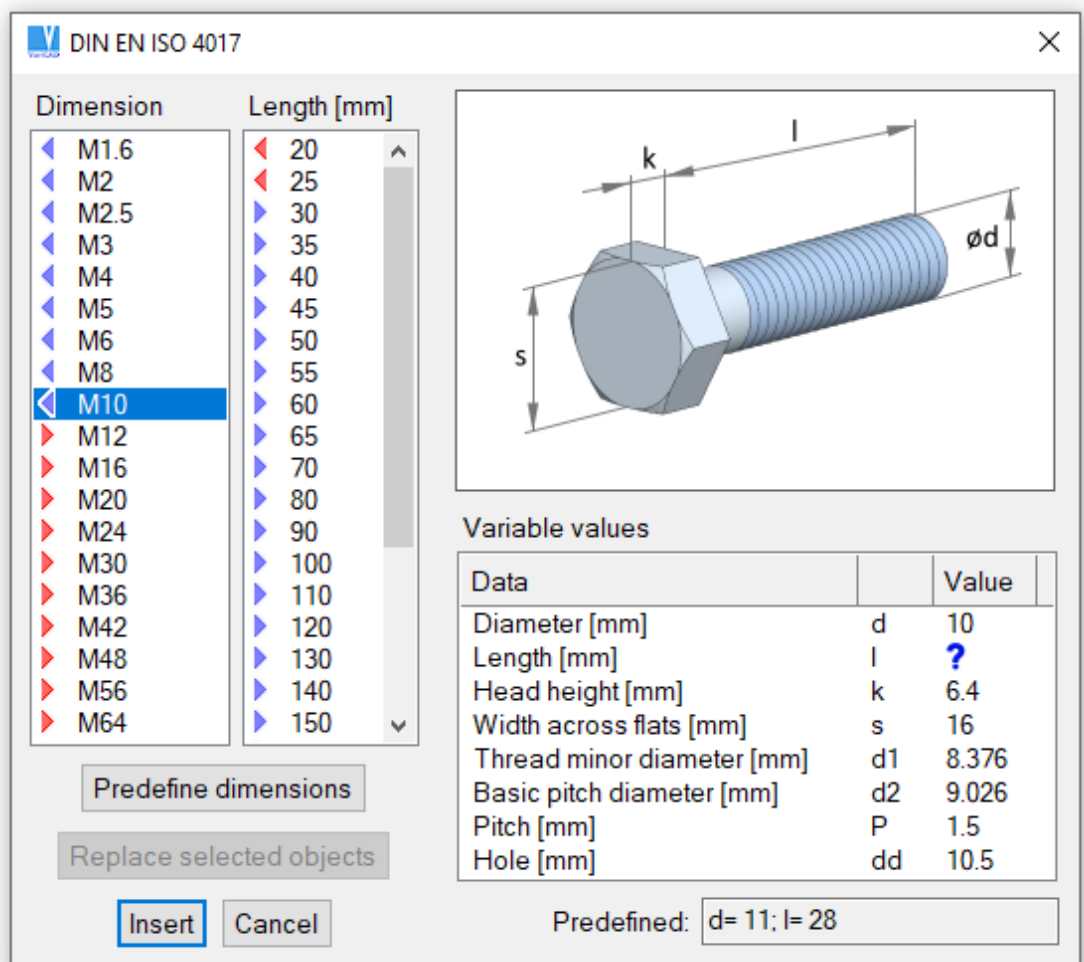 DIN EN ISO 4017
Dimension
M1.6
M2
M2.5
M3
M4
M5
M6
M8
M10
M12
M16
M20
M24
M30
M36
M42
M48
M56
M64
Length [mm]
20
25
30
35
40
45
50
55
60
65
70
80
90
100
110
120
130
140
150
k
l
s
ød
Variable values
Data Value
Diameter [mm] d 10
Length [mm] l ?
Head height [mm] k 6.4
Width across flats [mm] s 16
Thread minor diameter [mm] d1 8.376
Basic pitch diameter [mm] d2 9.026
Pitch [mm] P 1.5
Hole [mm] dd 10.5
Predefine dimensions
Replace selected objects
Insert Cancel
Predefined: d= 11; l= 28